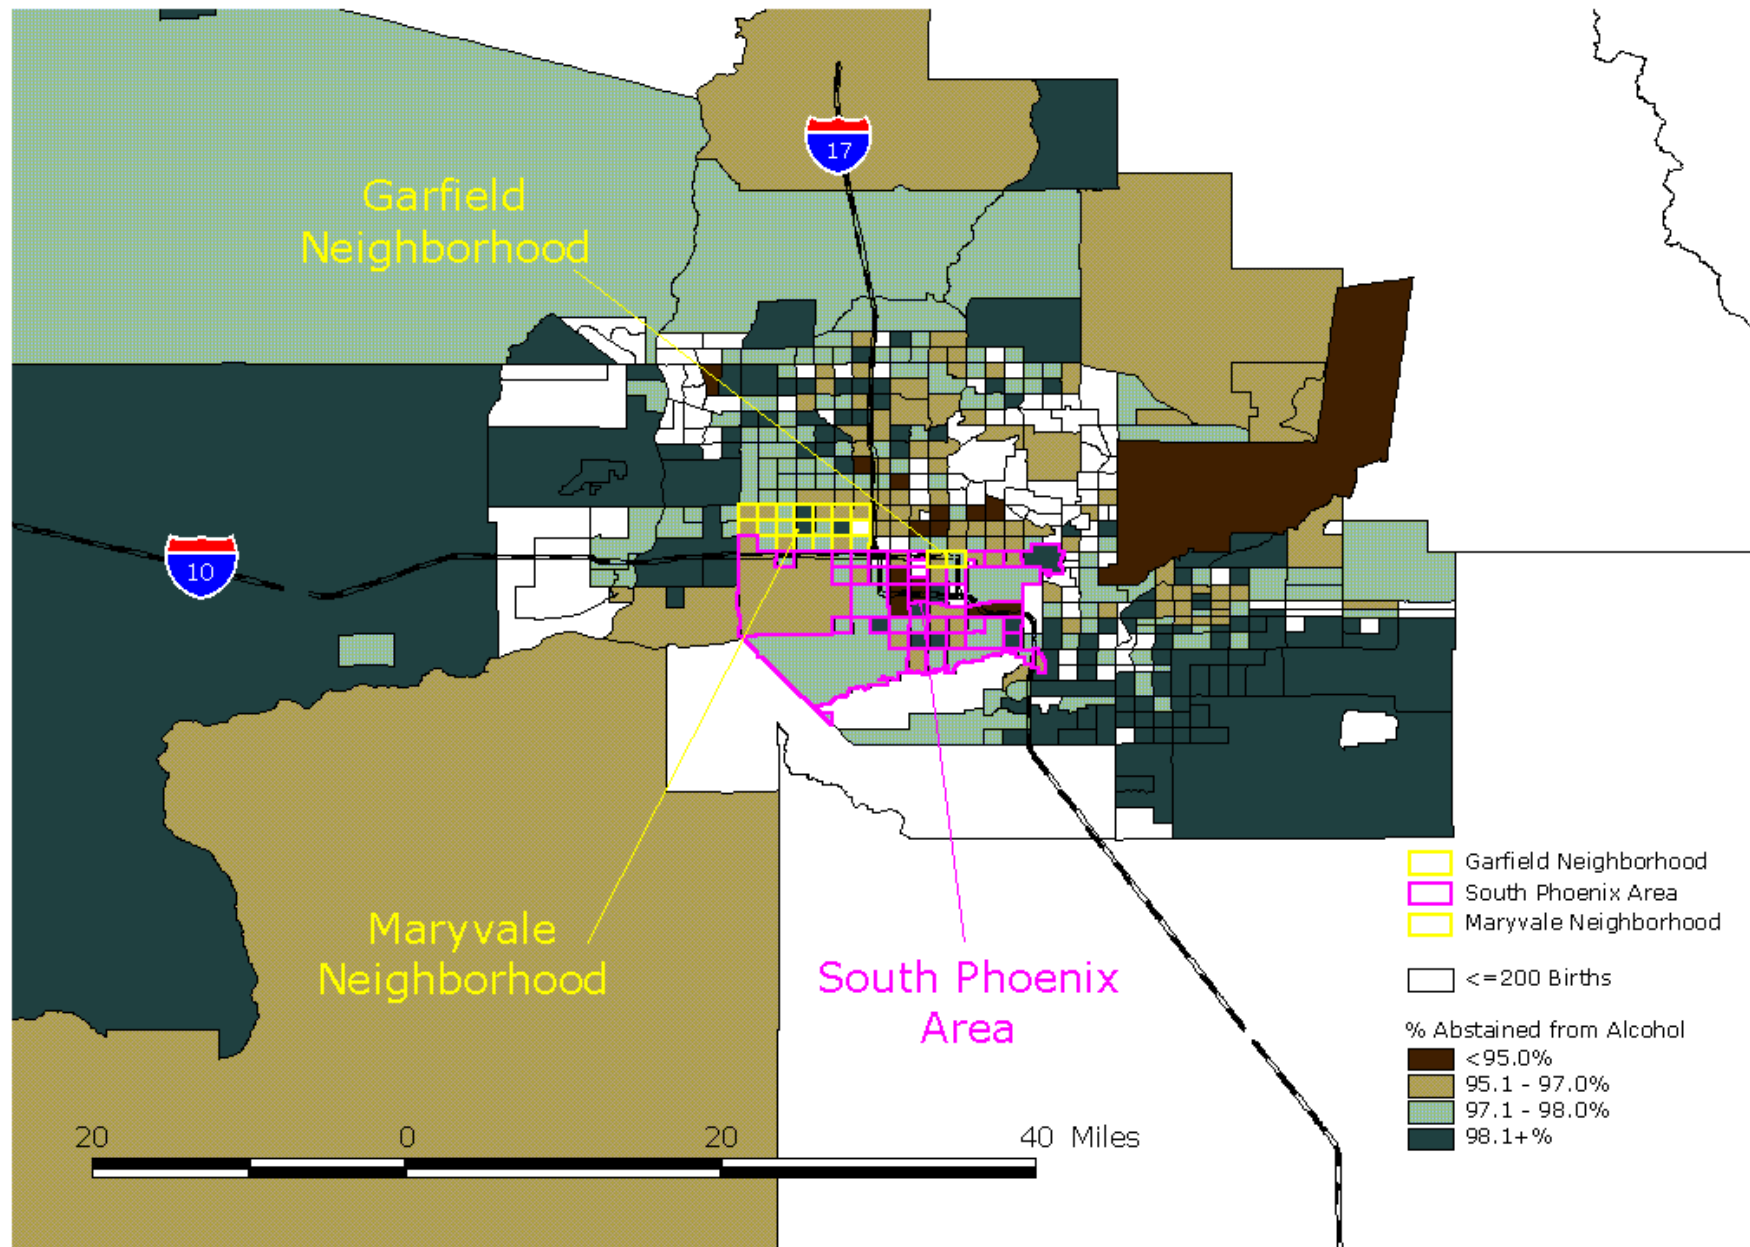 17
Garfield
Neighborhood
10
Maryvale
Neighborhood
South Phoenix
Area
Garfield Neighborhood
South Phoenix Area
Maryvale Neighborhood
<=200 Births
% Abstained from Alcohol
<95.0%
95.1 - 97.0%
97.1 - 98.0%
98.1+%
20 0 20 40 Miles